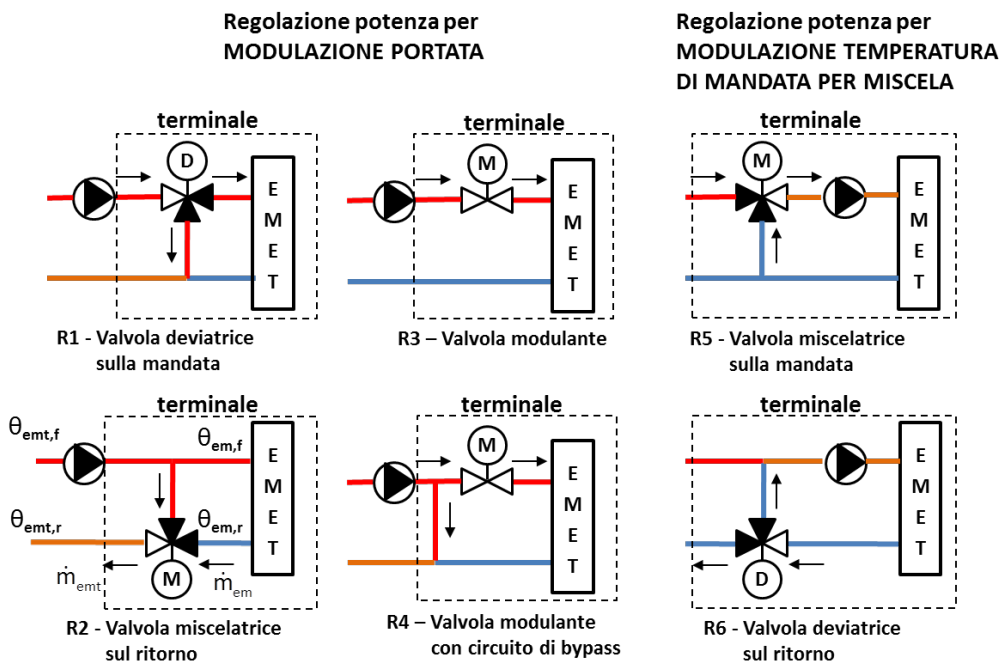 Regolazione potenza per
MODULAZIONE PORTATA
Regolazione potenza per
MODULAZIONE TEMPERATURA
DI MANDATA PER MISCELA
terminale
D
E
M
E
T
R1 - Valvola deviatrice
sulla mandata
terminale
M
E
M
E
T
R3 – Valvola modulante
terminale
M
E
M
E
T
R5 - Valvola miscelatrice
sulla mandata
terminale
θemt,f
θem,f
θemt,r
θem,r
ṁemt
M
ṁem
E
M
E
T
R2 - Valvola miscelatrice
sul ritorno
terminale
M
E
M
E
T
R4 – Valvola modulante
con circuito di bypass
terminale
D
E
M
E
T
R6 - Valvola deviatrice
sul ritorno